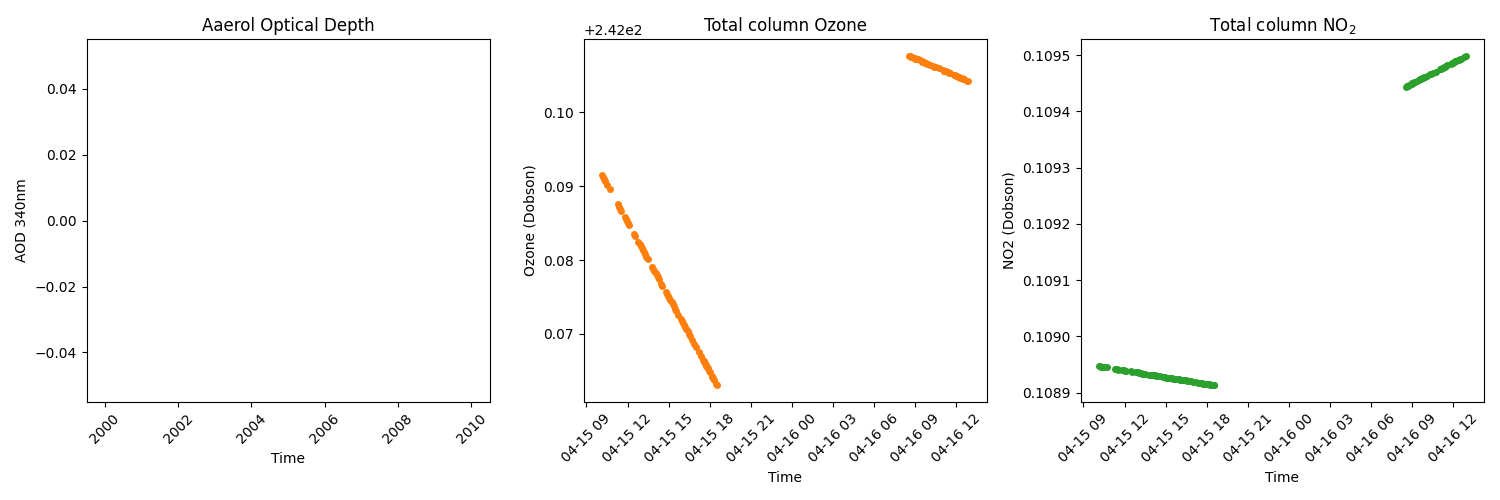 Aaerol Optical Depth
AOD 340nm
0.04
0.02
0.00
−0.02
−0.04
2000 2002 2004 2006 2008 2010
Time
Total column Ozone
+2.42e2
Ozone (Dobson)
0.10
0.09
0.08
0.07
04-15 09 04-15 12 04-15 15 04-15 18 04-15 21 04-16 00 04-16 03 04-16 06 04-16 09 04-16 12
Time
Total column NO₂
NO2 (Dobson)
0.1095
0.1094
0.1093
0.1092
0.1091
0.1090
0.1089
04-15 09 04-15 12 04-15 15 04-15 18 04-15 21 04-16 00 04-16 03 04-16 06 04-16 09 04-16 12
Time